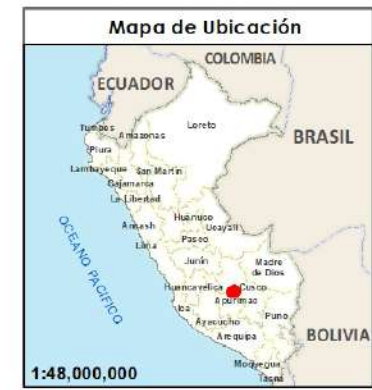 Mapa de Ubicación
COLOMBIA
ECUADOR
Loreto
Tumbes
Amazonas
BRASIL
Piura
Lambayeque San Martín
Cajamarca
La Libertad
Huanuco
Ancash
Ucayali
Pasco
Lima
OCEANO PACIFICO
Junín
Madre de Dios
Huancavelica
Cusco
Apurimac
Ica
Puno
Ayacucho
BOLIVIA
Arequipa
Moquegua
1:48,000,000
Tacna